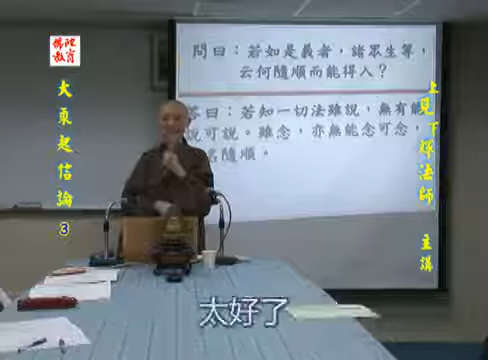 佛陀
教育
大乘起信論
3
問曰：若如是義者，諸眾生等，
云何隨順而能得入？
答曰：若知一切法雖說，無有能
說可說。雖念，亦無能念可念，
名隨順。
上見下輝法師 主講
太好了